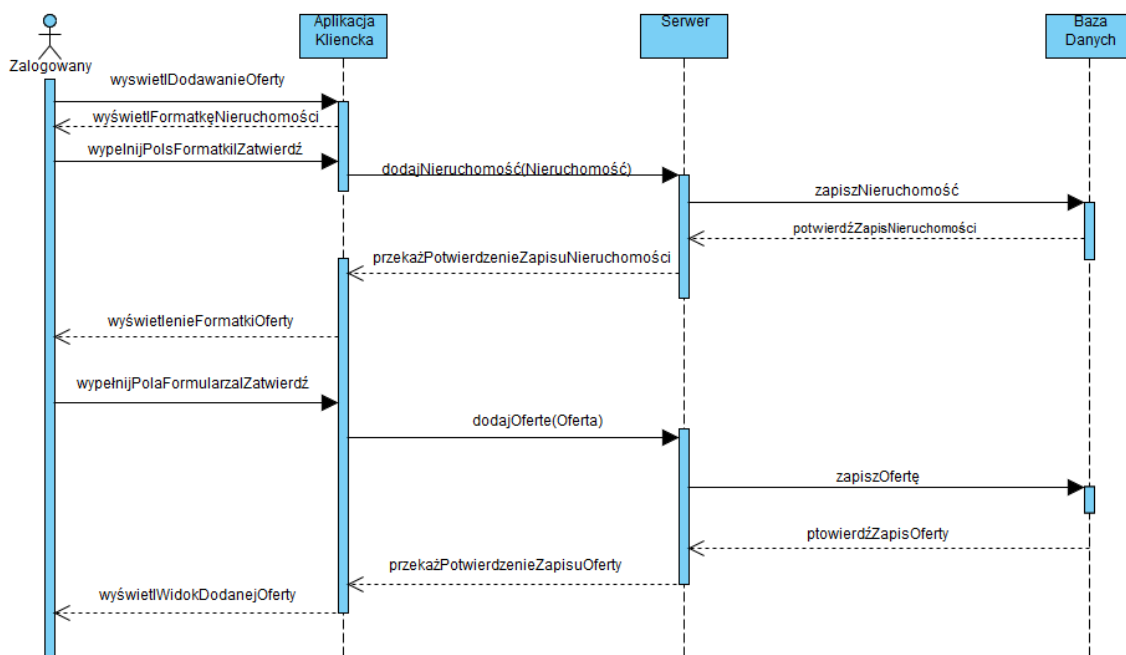 Zalogowany
Aplikacja
Kliencka
Serwer
Baza
Danych
wyswietlDodawanieOferty
wyświetlFormatkęNieruchomości
wypelnijPolsFormatkiIZatwierdź
dodajNieruchomość(Nieruchomość)
zapiszNieruchomość
potwierdźZapisNieruchomości
przekażPotwierdzenieZapisuNieruchomości
wyświetlenieFormatkiOferty
wypełnijPolaFormularzaIZatwierdź
dodajOferte(Oferta)
zapiszOfertę
ptowierdźZapisOferty
przekażPotwierdzenieZapisuOferty
wyświetlWidokDodanejOferty